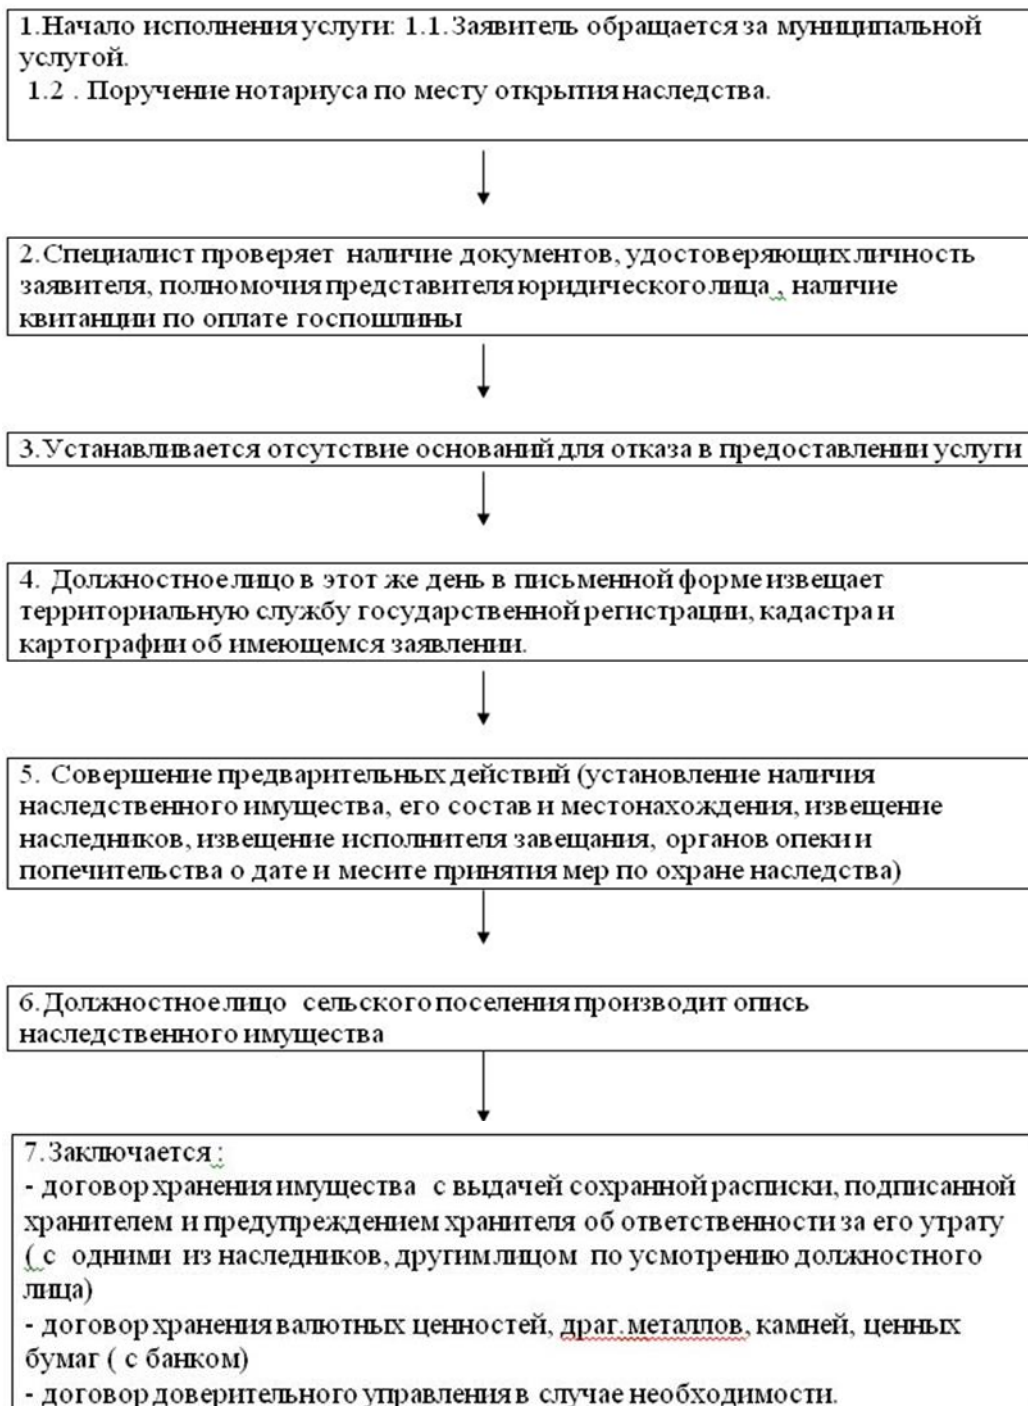 1.Начало исполнения услуги: 1.1.Заявитель обращается за муниципальной
услугой.
1.2 . Поручение нотариуса по месту открытия наследства.
2.Специалист проверяет наличие документов, удостоверяющих личность
заявителя, полномочия представителя юридического лица , наличие
квитанции по оплате госпошлины
3.Устанавливается отсутствие оснований для отказа в предоставлении услуги
4. Должностное лицо в этот же день в письменной форме извещает
территориальную службу государственной регистрации, кадастра и
картографии об имеющемся заявлении.
5. Совершение предварительных действий (установление наличия
наследственного имущества, его состав и местонахождения, извещение
наследников, извещение исполнителя завещания, органов опеки и
попечительства о дате и месите принятия мер по охране наследства)
6.Должностное лицо сельского поселения производит опись
наследственного имущества
7.Заключается :
- договор хранения имущества с выдачей сохранной расписки, подписанной
хранителем и предупреждением хранителя об ответственности за его утрату
( с одними из наследников, другим лицом по усмотрению должностного
лица)
- договор хранения валютных ценностей, драг.металлов, камней, ценных
бумаг ( с банком)
- договор доверительного управления в случае необходимости.